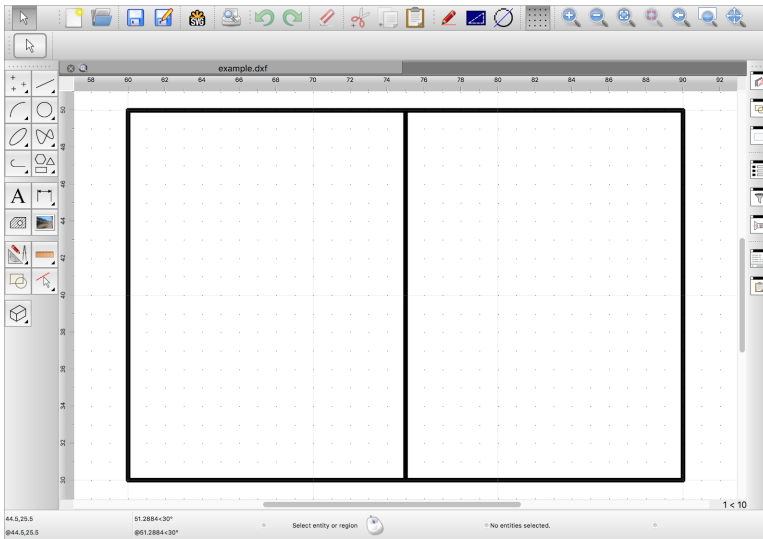 SVG
example.dxf
58 60 62 64 66 68 70 72 74 76 78 80 82 84 86 88 90 92
50
48
46
A
44
42
40
38
36
34
32
30
1 < 10
44.5,25.5 51.2884<30° Select entity or region No entities selected.
@44.5,25.5 @51.2884<30°